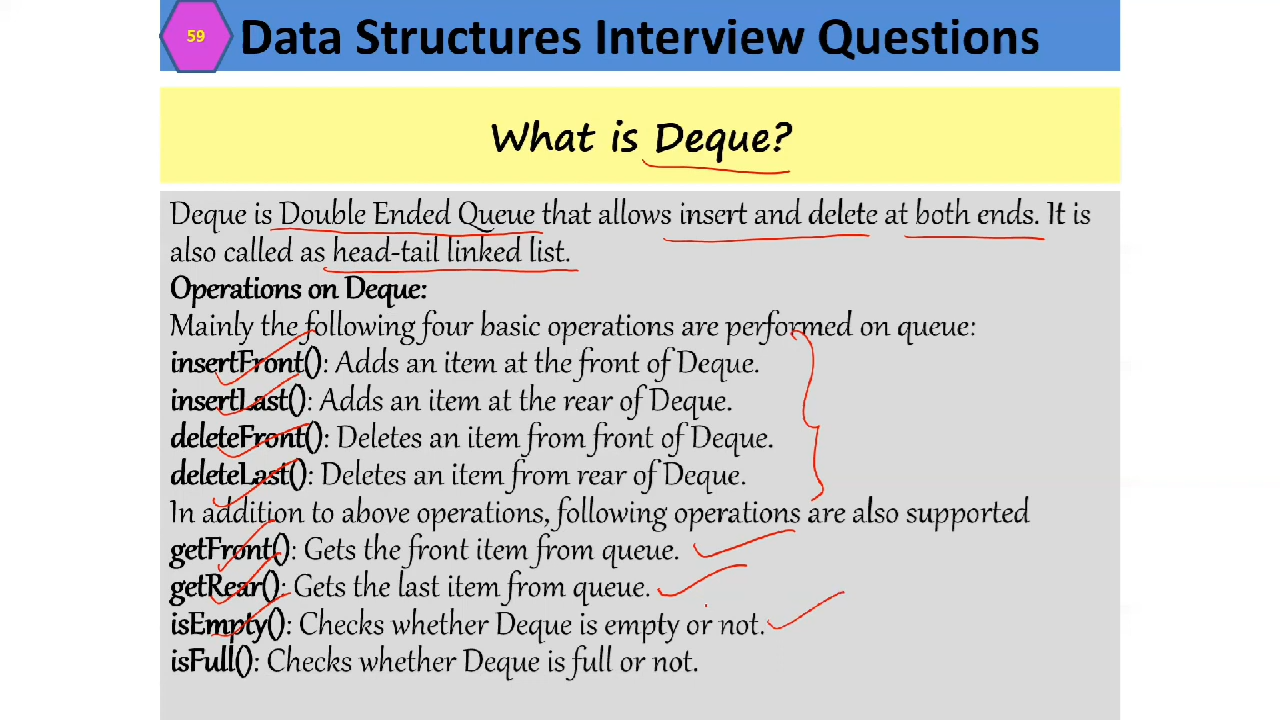 59
Data Structures Interview Questions
What is Deque?
Deque is Double Ended Queue that allows insert and delete at both ends. It is
also called as head-tail linked list.
Operations on Deque:
Mainly the following four basic operations are performed on queue:
insertFront(): Adds an item at the front of Deque.
insertLast(): Adds an item at the rear of Deque.
deleteFront(): Deletes an item from front of Deque.
deleteLast(): Deletes an item from rear of Deque.
In addition to above operations, following operations are also supported
getFront(): Gets the front item from queue.
getRear(): Gets the last item from queue.
isEmpty(): Checks whether Deque is empty or not.
isFull(): Checks whether Deque is full or not.